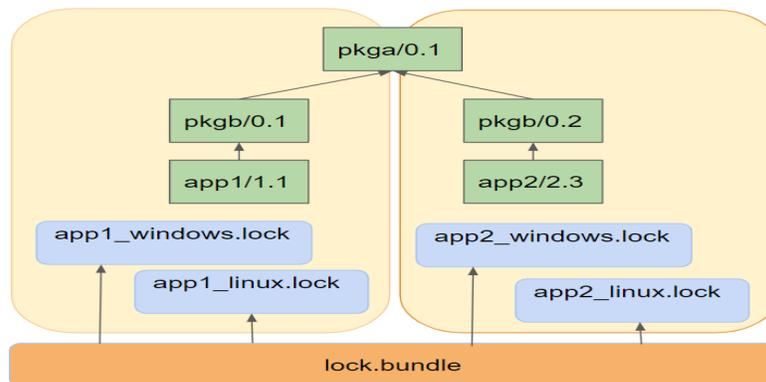 pkga/0.1
pkgb/0.1
pkgb/0.2
app1/1.1
app2/2.3
app1_windows.lock
app2_windows.lock
app1_linux.lock
app2_linux.lock
lock.bundle